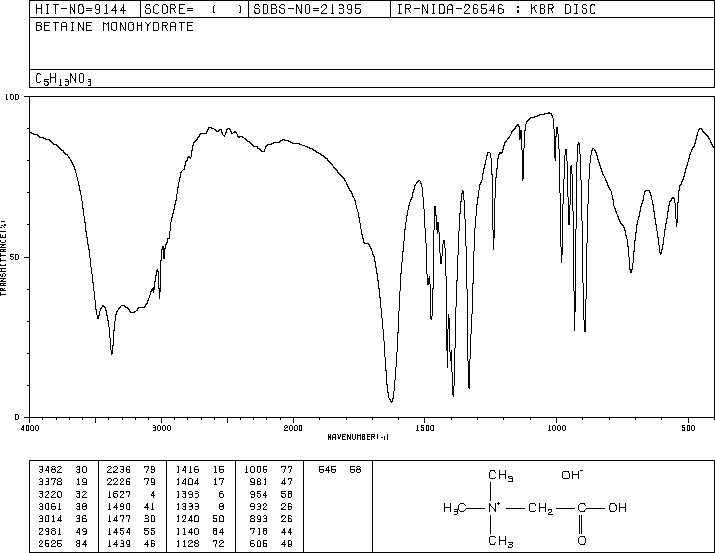 HIT-NO=9144 SCORE= ( ) SDBS-NO=21395 IR-NIDA-26546 : KBR DISC
BETAINE MONOHYDRATE
C5H13NO3
100
TRANSMITTANCE(%)
50
0
4000 3000 2000 1500 1000 500
WAVENUMBER(-1)
3482 30 2236 79 1416 15 1005 77 545 58
3378 19 2226 79 1404 17 981 47
3220 32 1627 4 1393 6 954 58
3061 38 1490 41 1333 8 932 26
3014 36 1477 30 1240 50 893 26
2981 49 1454 55 1140 84 718 44
2525 84 1439 46 1128 72 606 49
CH3 OH-
H3C N+ CH2 C OH
CH3 O